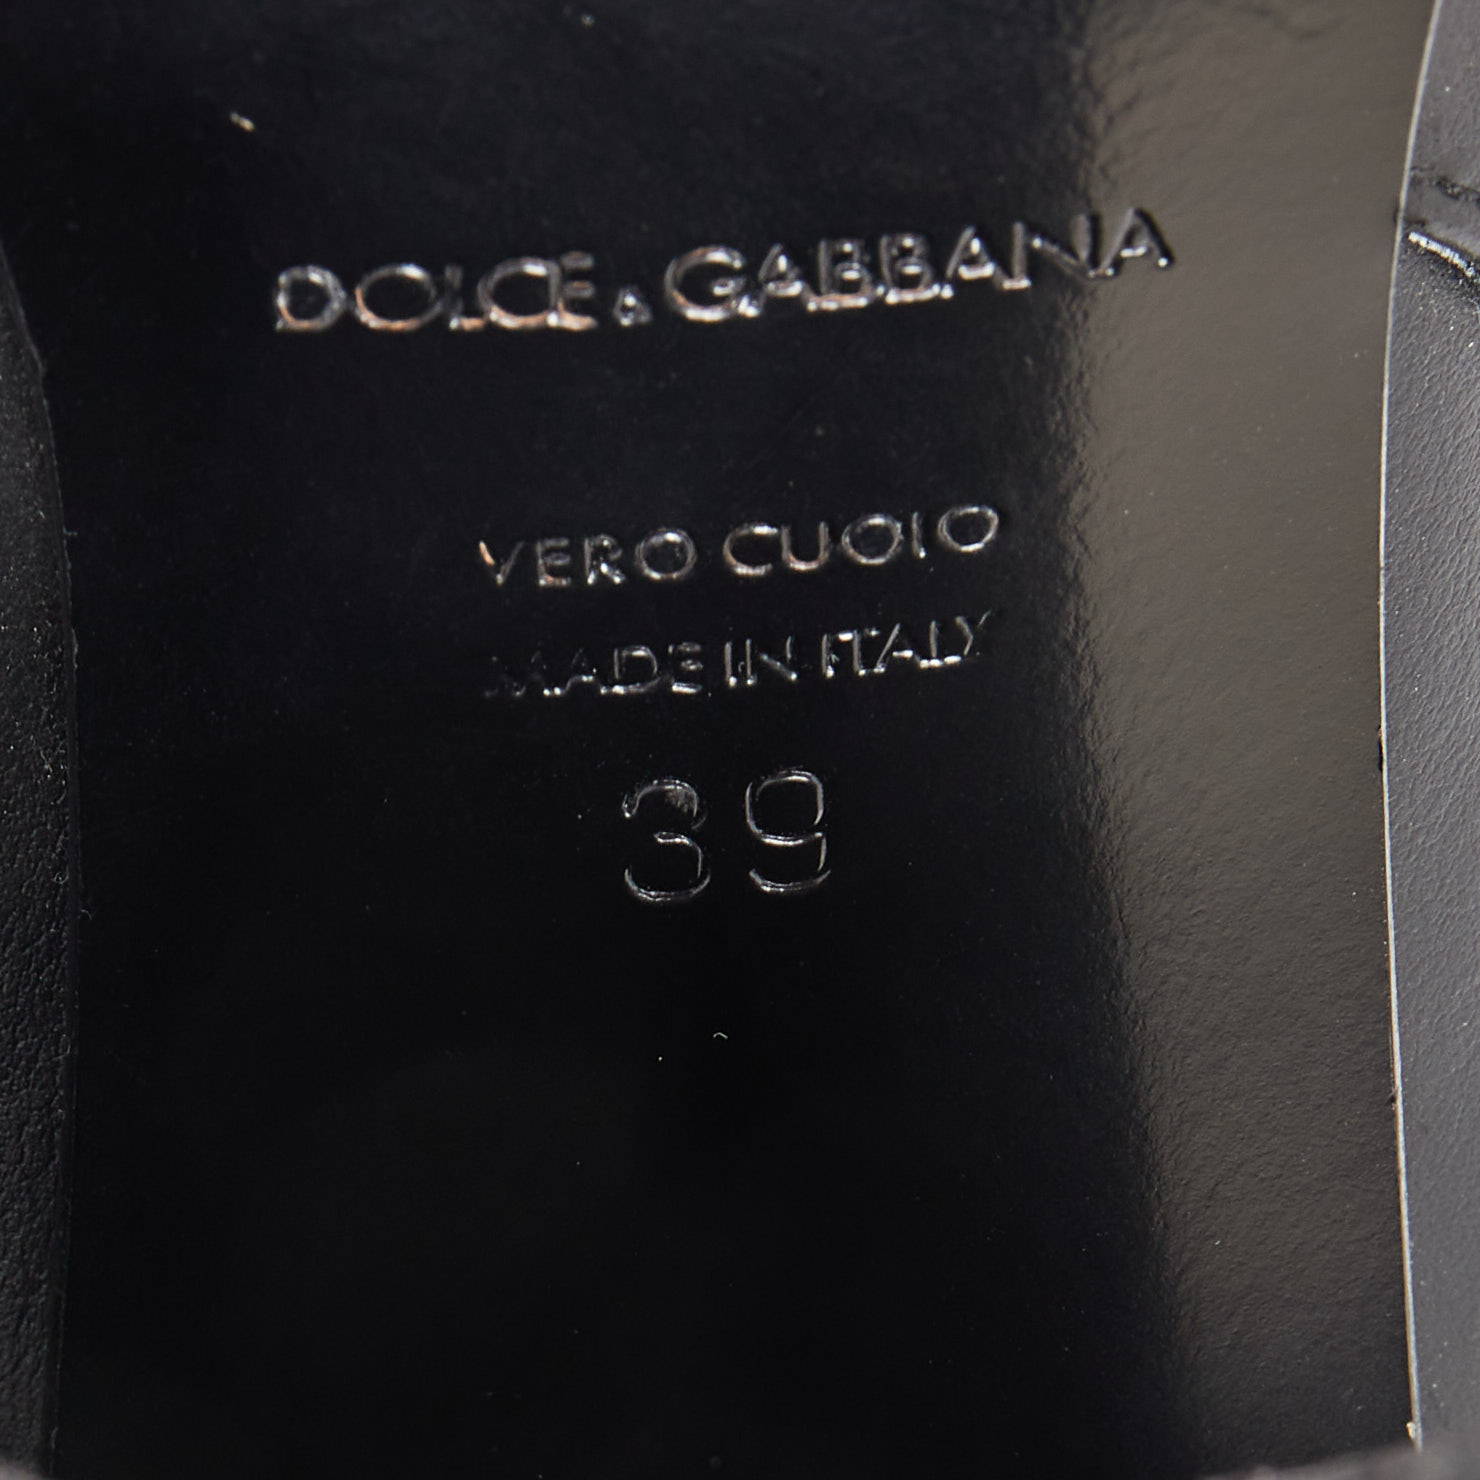 DOLCE & GABBANA
VERO CUOIO
MADE IN ITALY
39